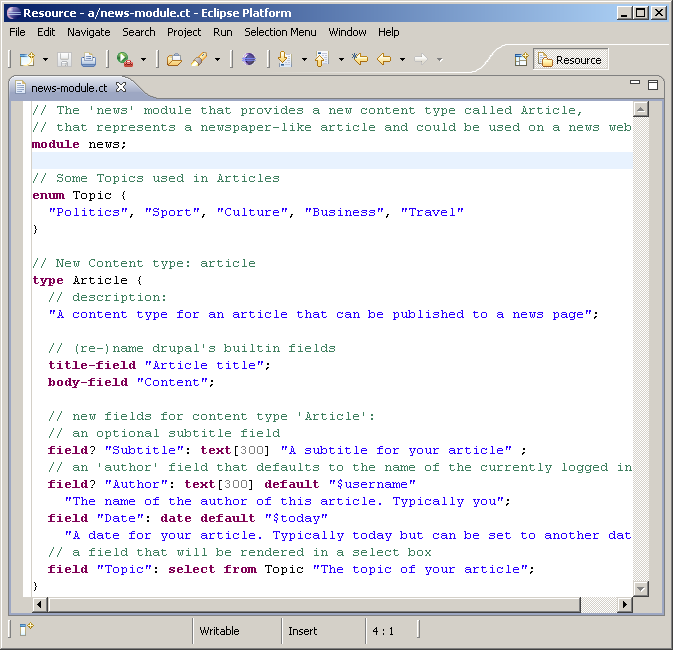 Resource - a/news-module.ct - Eclipse Platform
File Edit Navigate Search Project Run Selection Menu Window Help
Resource
news-module.ct
// The 'news' module that provides a new content type called Article,
// that represents a newspaper-like article and could be used on a news web
module news;
// Some Topics used in Articles
enum Topic {
"Politics", "Sport", "Culture", "Business", "Travel"
}
// New Content type: article
type Article {
// description:
"A content type for an article that can be published to a news page";
// (re-)name drupal's builtin fields
title-field "Article title";
body-field "Content";
// new fields for content type 'Article':
// an optional subtitle field
field? "Subtitle": text[300] "A subtitle for your article" ;
// an 'author' field that defaults to the name of the currently logged in
field? "Author": text[300] default "$username"
"The name of the author of this article. Typically you";
field "Date": date default "$today"
"A date for your article. Typically today but can be set to another dat
// a field that will be rendered in a select box
field "Topic": select from Topic "The topic of your article";
}
Writable Insert 4 : 1